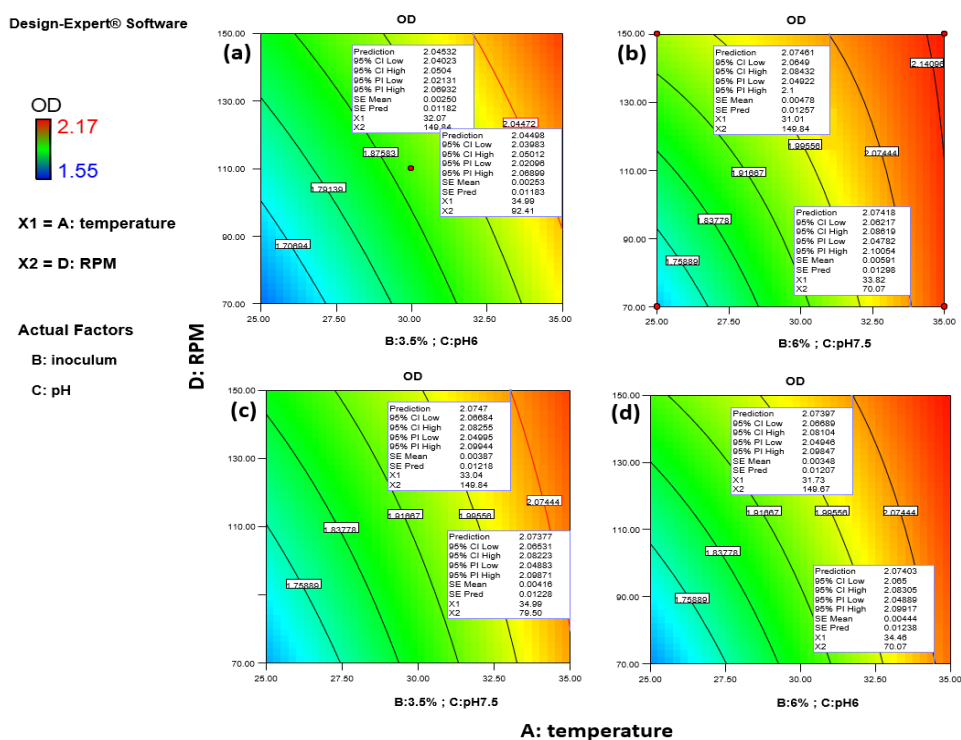 Design-Expert® Software
OD
2.17
1.55
X1 = A: temperature
X2 = D: RPM
Actual Factors
B: inoculum
C: pH
D: RPM
OD
(a)
150.00
130.00
110.00
90.00
70.00
25.00 27.50 30.00 32.50 35.00
B:3.5% ; C:pH6
Prediction 2.04532
95% CI Low 2.04023
95% CI High 2.0504
95% PI Low 2.02131
95% PI High 2.06932
SE Mean 0.00250
SE Pred 0.01182
X1 32.07
X2 149.84
Prediction 2.04498
95% CI Low 2.03983
95% CI High 2.05012
95% PI Low 2.02096
95% PI High 2.06899
SE Mean 0.00253
SE Pred 0.01183
X1 34.99
X2 92.41
2.04472
1.87583
1.79139
1.70694
OD
(b)
150.00
130.00
110.00
90.00
70.00
25.00 27.50 30.00 32.50 35.00
B:6% ; C:pH7.5
Prediction 2.07461
95% CI Low 2.0649
95% CI High 2.08432
95% PI Low 2.04922
95% PI High 2.1
SE Mean 0.00478
SE Pred 0.01257
X1 31.01
X2 149.84
Prediction 2.07418
95% CI Low 2.06217
95% CI High 2.08619
95% PI Low 2.04782
95% PI High 2.10054
SE Mean 0.00591
SE Pred 0.01298
X1 33.82
X2 70.07
2.14096
1.99556
2.07444
1.91667
1.83778
1.75889
OD
(c)
150.00
130.00
110.00
70.00
25.00 27.50 30.00 32.50 35.00
B:3.5% ; C:pH7.5
Prediction 2.0747
95% CI Low 2.06684
95% CI High 2.08255
95% PI Low 2.04995
95% PI High 2.09944
SE Mean 0.00387
SE Pred 0.01218
X1 33.04
X2 149.84
Prediction 2.07377
95% CI Low 2.06531
95% CI High 2.08223
95% PI Low 2.04883
95% PI High 2.09871
SE Mean 0.00416
SE Pred 0.01228
X1 34.99
X2 79.50
2.07444
1.91667
1.99556
1.83778
1.75889
OD
(d)
150.00
130.00
110.00
90.00
70.00
25.00 27.50 30.00 32.50 35.00
B:6% ; C:pH6
Prediction 2.07397
95% CI Low 2.06689
95% CI High 2.08104
95% PI Low 2.04946
95% PI High 2.09847
SE Mean 0.00348
SE Pred 0.01207
X1 31.73
X2 149.67
Prediction 2.07403
95% CI Low 2.065
95% CI High 2.08305
95% PI Low 2.04889
95% PI High 2.09917
SE Mean 0.00444
SE Pred 0.01238
X1 34.46
X2 70.07
1.91667
1.99556
2.07444
1.83778
1.75889
A: temperature